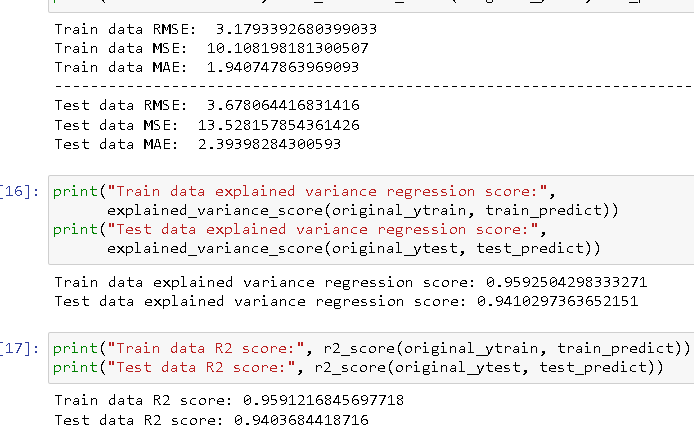 Train data RMSE:  3.1793392680399033
Train data MSE:  10.108198181300507
Train data MAE:  1.940747863969093
-------------------------------------------------------------------------
Test data RMSE:  3.678064416831416
Test data MSE:  13.528157854361426
Test data MAE:  2.39398284300593
[16]: print("Train data explained variance regression score:",
      explained_variance_score(original_ytrain, train_predict))
print("Test data explained variance regression score:",
      explained_variance_score(original_ytest, test_predict))
Train data explained variance regression score: 0.9592504298333271
Test data explained variance regression score: 0.9410297363652151
[17]: print("Train data R2 score:", r2_score(original_ytrain, train_predict))
print("Test data R2 score:", r2_score(original_ytest, test_predict))
Train data R2 score: 0.9591216845697718
Test data R2 score: 0.9403684418716